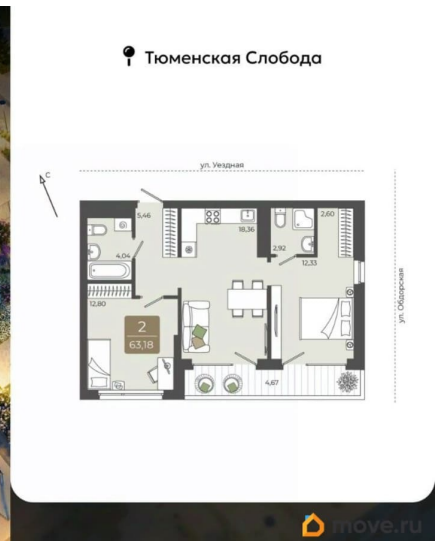 Тюменская Слобода
ул. Уездная
С
5,46
18,36
2,60
4,04
2,92
12,33
ул. Обдорская
12,80
2
63,18
4,67
move.ru